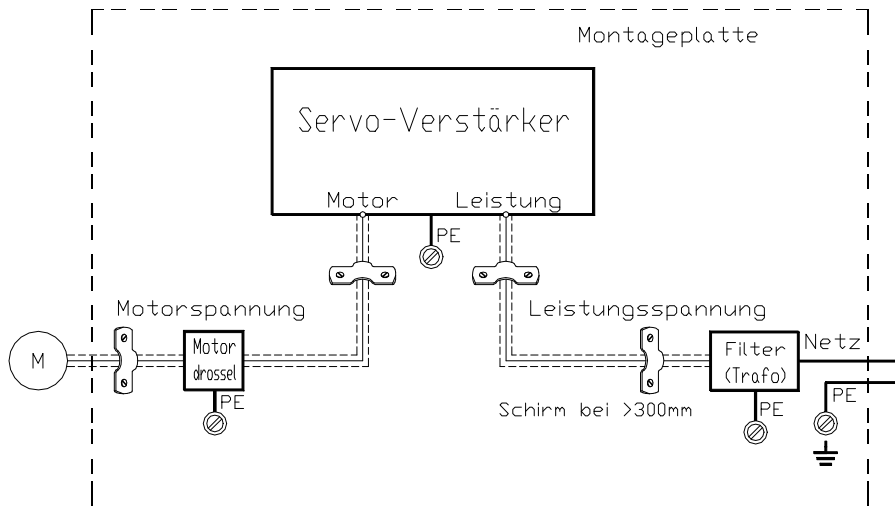 Montageplatte
Servo-Verstärker
Motor
Leistung
PE
Motorspannung
Leistungsspannung
M
Motor
drossel
Filter
(Trafo)
Netz
PE
PE
PE
Schirm bei >300mm